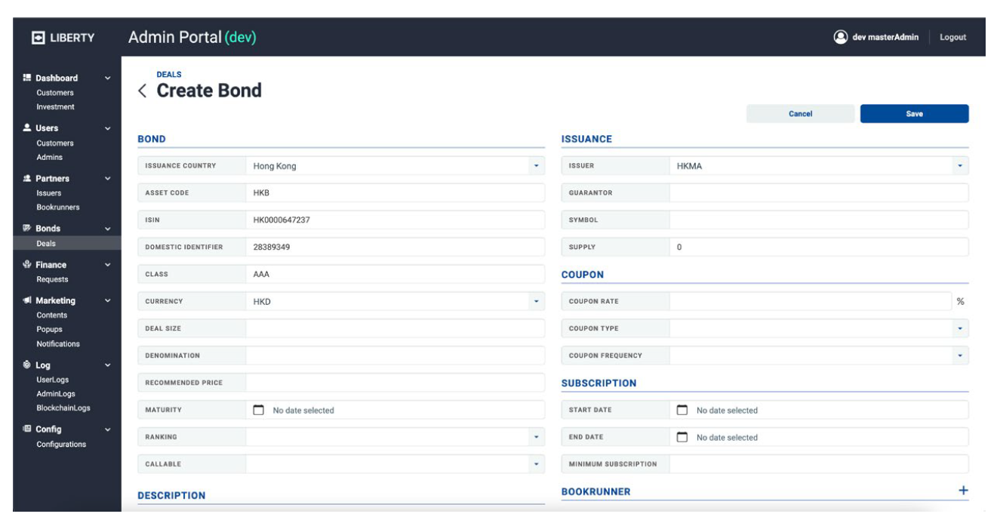 LIBERTY
Admin Portal (dev)
dev masterAdmin
Logout
Dashboard
Customers
Investment
Users
Customers
Admins
Partners
Issuers
Bookrunners
Bonds
Deals
Finance
Requests
Marketing
Contents
Popups
Notifications
Log
UserLogs
AdminLogs
BlockchainLogs
Config
Configurations
DEALS
Create Bond
Cancel
Save
BOND
ISSUANCE COUNTRY Hong Kong
ASSET CODE HKB
ISIN HK0000647237
DOMESTIC IDENTIFIER 28389349
CLASS AAA
CURRENCY HKD
DEAL SIZE
DENOMINATION
RECOMMENDED PRICE
MATURITY No date selected
RANKING
CALLABLE
DESCRIPTION
ISSUANCE
ISSUER HKMA
GUARANTOR
SYMBOL
SUPPLY 0
COUPON
COUPON RATE %
COUPON TYPE
COUPON FREQUENCY
SUBSCRIPTION
START DATE No date selected
END DATE No date selected
MINIMUM SUBSCRIPTION
BOOKRUNNER +